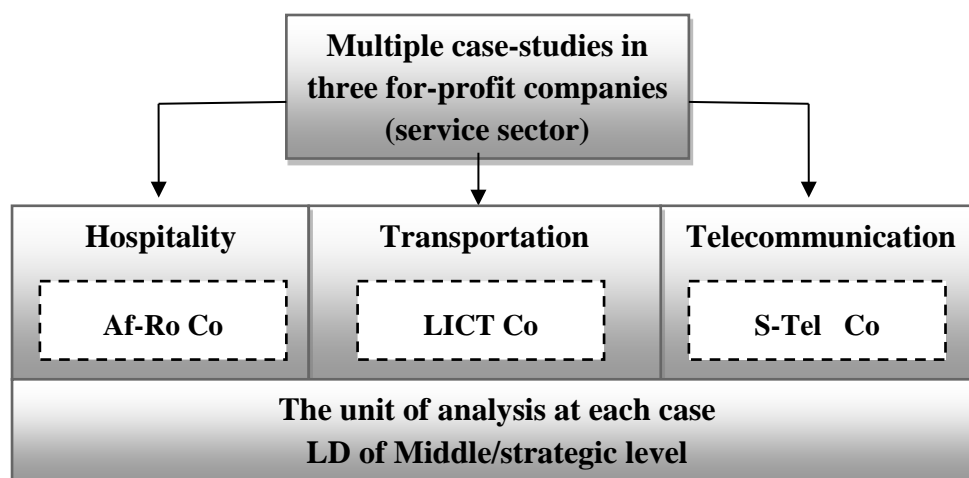 Multiple case-studies in
three for-profit companies
(service sector)
Hospitality
Transportation
Telecommunication
Af-Ro Co
LICT Co
S-Tel Co
The unit of analysis at each case
LD of Middle/strategic level